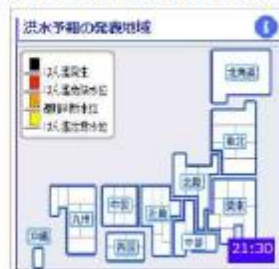 洪水予報の発表地域
i
はん濫発生
はん濫危険水位
避難判断水位
はん濫注意水位
北海道
東北
北陸
関東
中部
近畿
中国
四国
九州
沖縄
21:30